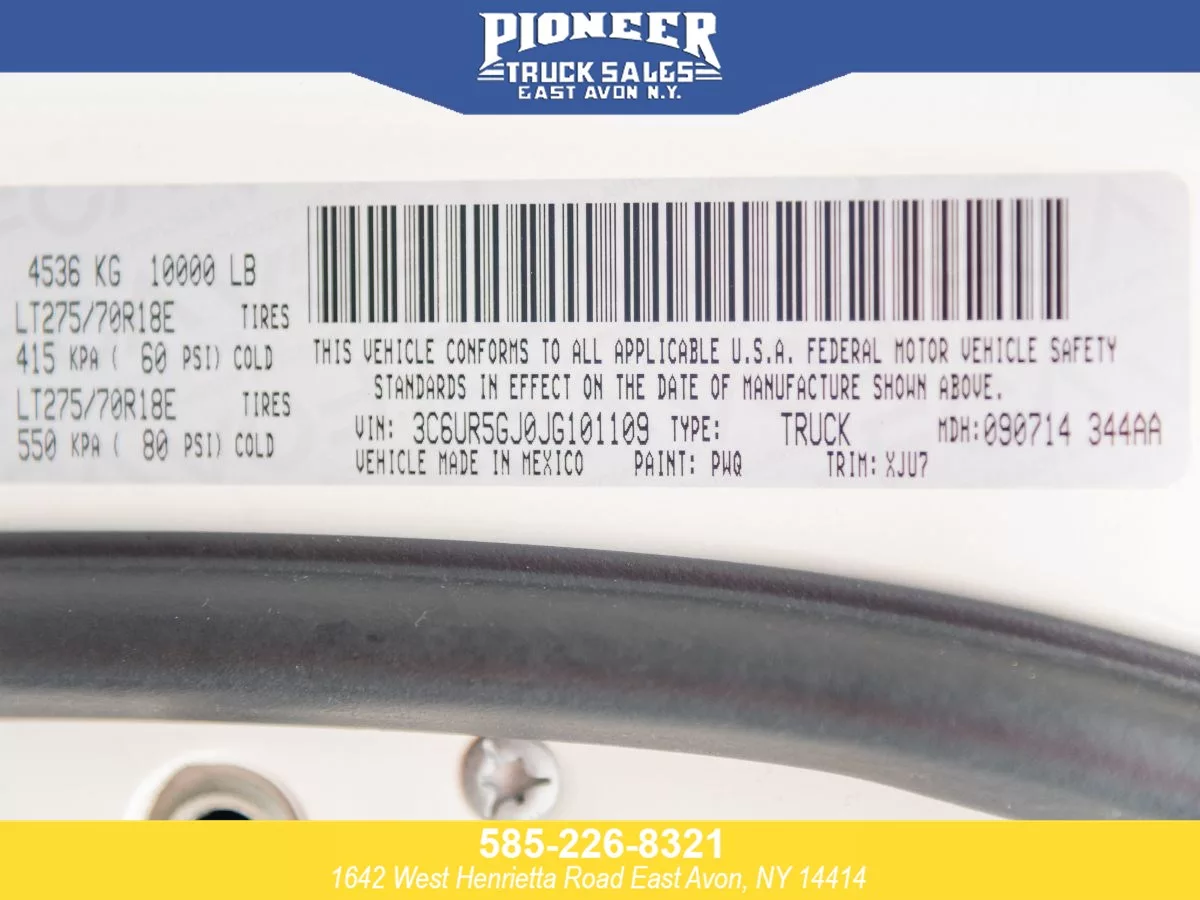 PIONEER
TRUCK SALES
EAST AVON N.Y.
4536 KG 10000 LB
LT275/70R18E TIRES
415 KPA ( 60 PSI) COLD
LT275/70R18E TIRES
550 KPA ( 80 PSI) COLD
THIS VEHICLE CONFORMS TO ALL APPLICABLE U.S.A. FEDERAL MOTOR VEHICLE SAFETY
STANDARDS IN EFFECT ON THE DATE OF MANUFACTURE SHOWN ABOVE.
VIN: 3C6UR5GJ0JG101109 TYPE: TRUCK MDH:090714 344AA
VEHICLE MADE IN MEXICO PAINT: PWQ TRIM: XJU7
585-226-8321
1642 West Henrietta Road East Avon, NY 14414